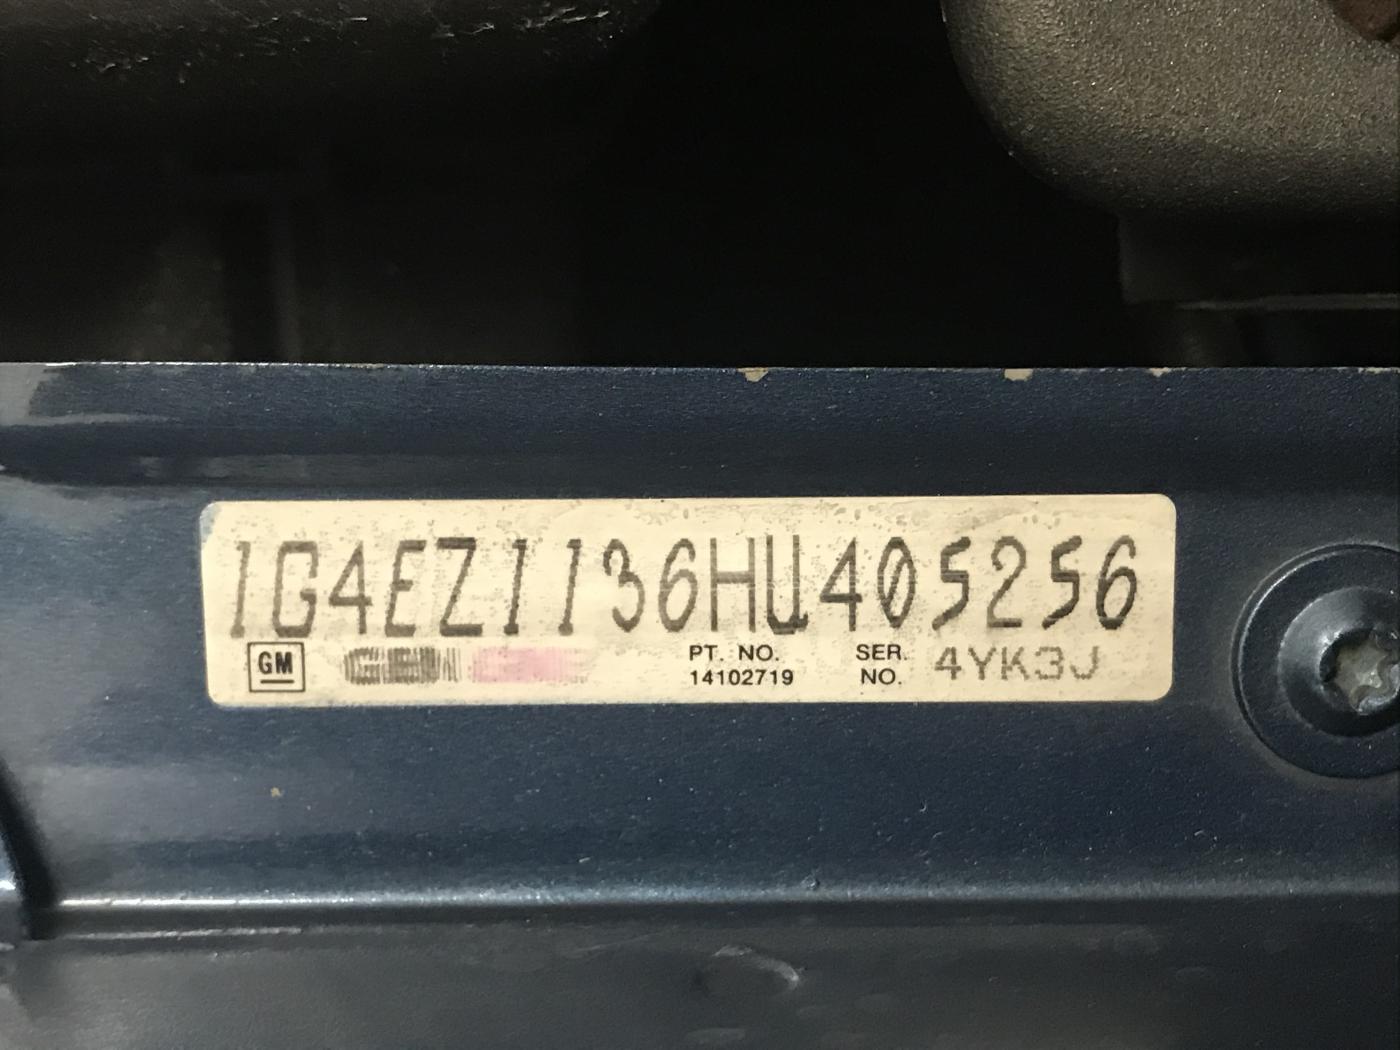 1G4EZ1136HU405256
GM
PT. NO.
14102719
SER.
NO.
4YK3J